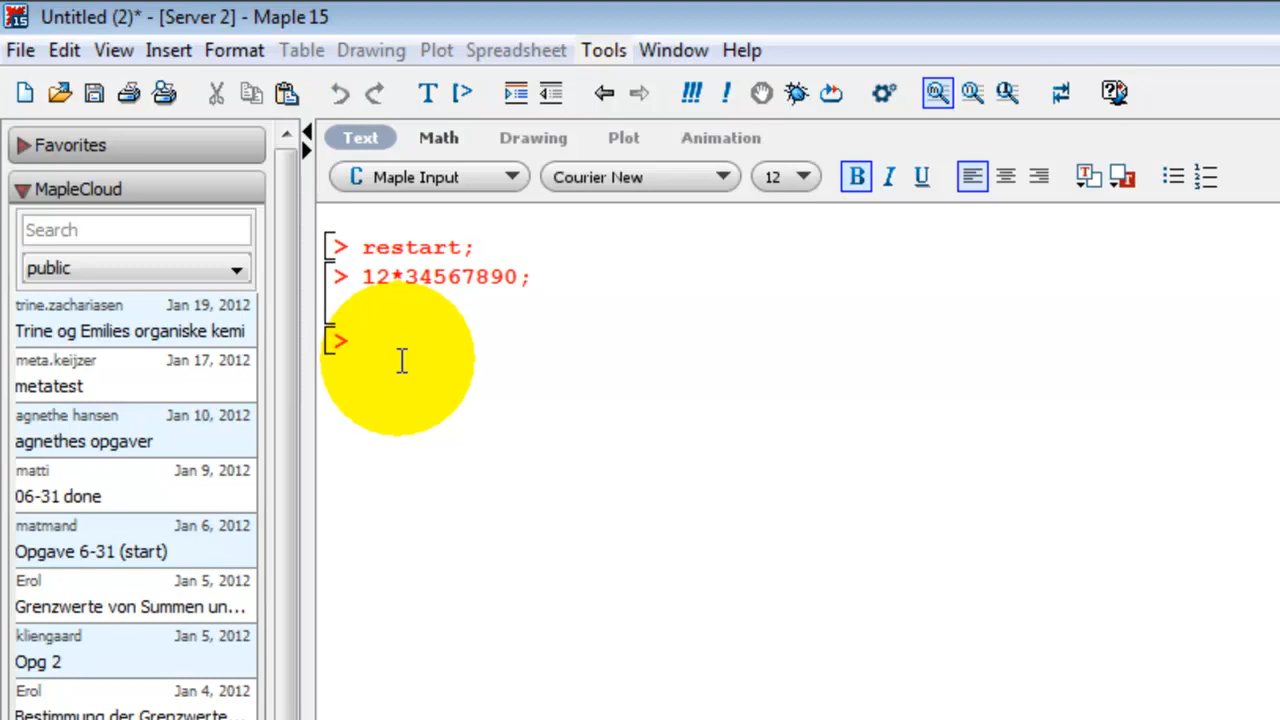 Untitled (2)* - [Server 2] - Maple 15
File Edit View Insert Format Table Drawing Plot Spreadsheet Tools Window Help
Favorites
MapleCloud
Search
public
trine.zachariasen Jan 19, 2012
Trine og Emilies organiske kemi
meta.keijzer Jan 17, 2012
metatest
agnethe hansen Jan 10, 2012
agnethes opgaver
matti Jan 9, 2012
06-31 done
matmand Jan 6, 2012
Opgave 6-31 (start)
Erol Jan 5, 2012
Grenzwerte von Summen un...
kliengaard Jan 5, 2012
Opg 2
Erol Jan 4, 2012
Bestimmung der Grenzwerte...
Text Math Drawing Plot Animation
C Maple Input Courier New 12 B I U
> restart;
> 12*34567890;
>